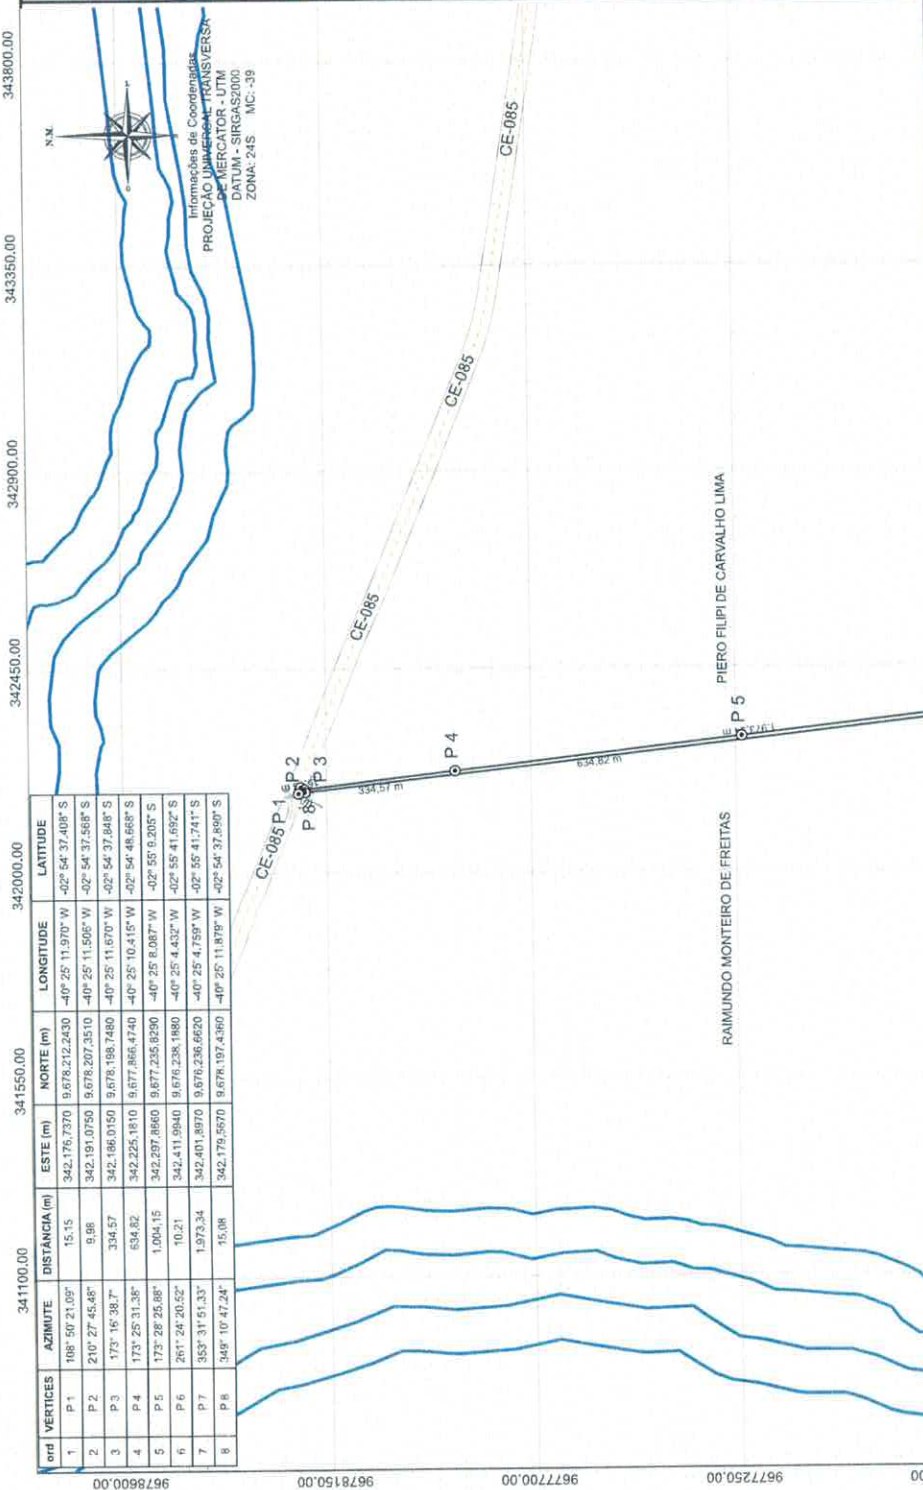 341100.00 341550.00 342000.00 342450.00 342900.00 343350.00 343800.00
ord VÉRTICES AZIMUTE DISTÂNCIA (m) ESTE (m) NORTE (m) LONGITUDE LATITUDE
1 P 1 108° 50' 21,09" 15,15 342.176,7370 9.678.212,2430 -40° 25' 11,970" W -02° 54' 37,408" S
2 P 2 210° 27' 45,48" 9,98 342.191,0750 9.678.207,3510 -40° 25' 11,506" W -02° 54' 37,568" S
3 P 3 173° 16' 38,7" 334,57 342.186,0150 9.678.198,7480 -40° 25' 11,670" W -02° 54' 37,848" S
4 P 4 173° 25' 31,38" 634,82 342.225,1810 9.677.866,4740 -40° 25' 10,415" W -02° 54' 48,668" S
5 P 5 173° 28' 25,88" 1.004,15 342.297,8660 9.677.235,8290 -40° 25' 8,087" W -02° 55' 9,205" S
6 P 6 261° 24' 20,52" 10,21 342.411,9940 9.676.238,1880 -40° 25' 4,432" W -02° 55' 41,692" S
7 P 7 353° 31' 51,33" 1.973,34 342.401,8970 9.676.236,6620 -40° 25' 4,759" W -02° 55' 41,741" S
8 P 8 349° 10' 47,24" 15,08 342.179,5670 9.678.197,4360 -40° 25' 11,879" W -02° 54' 37,890" S
N.M.
Informações de Coordenadas
PROJEÇÃO UNIVERSAL TRANSVERSA
DE MERCATOR - UTM
DATUM - SIRGAS2000
ZONA: 24S MC: -39
9678600.00
CE-085
P 1
P 2
P 8
P 3
CE-085
CE-085
CE-085
9678150.00
334,57 m
P 4
634,82 m
9677700.00
RAIMUNDO MONTEIRO DE FREITAS
PIERO FILIPI DE CARVALHO LIMA
P 5
9677250.00